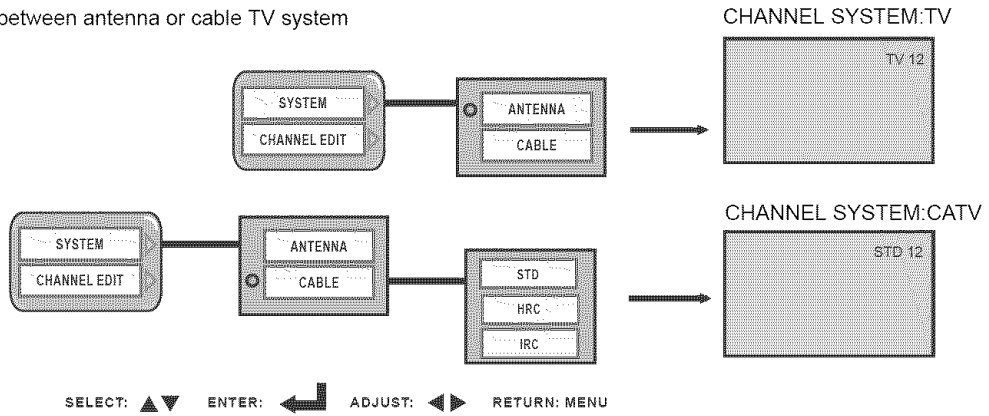 between antenna or cable TV system
CHANNEL SYSTEM:TV
TV 12
SYSTEM
CHANNEL EDIT
ANTENNA
CABLE
CHANNEL SYSTEM:CATV
STD 12
SYSTEM
CHANNEL EDIT
ANTENNA
CABLE
STD
HRC
IRC
SELECT: ▲▼ ENTER: ADJUST: ◀▶ RETURN: MENU